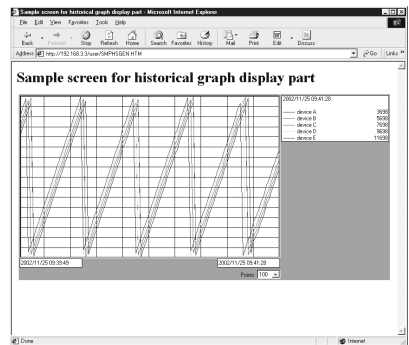 Sample screen for historical graph display part - Microsoft Internet Explorer
File Edit View Favorites Tools Help
Back Forward Stop Refresh Home Search Favorites History Mail Print Edit Discuss
Address http://192.168.3.3/user/SMPHSGEN.HTM Go Links »
Sample screen for historical graph display part
2002/11/25 09:41:28
device A 3698
device B 5698
device C 7698
device D 9698
device E 11698
2002/11/25 09:39:49 2002/11/25 09:41:28
Points 100
Done Internet